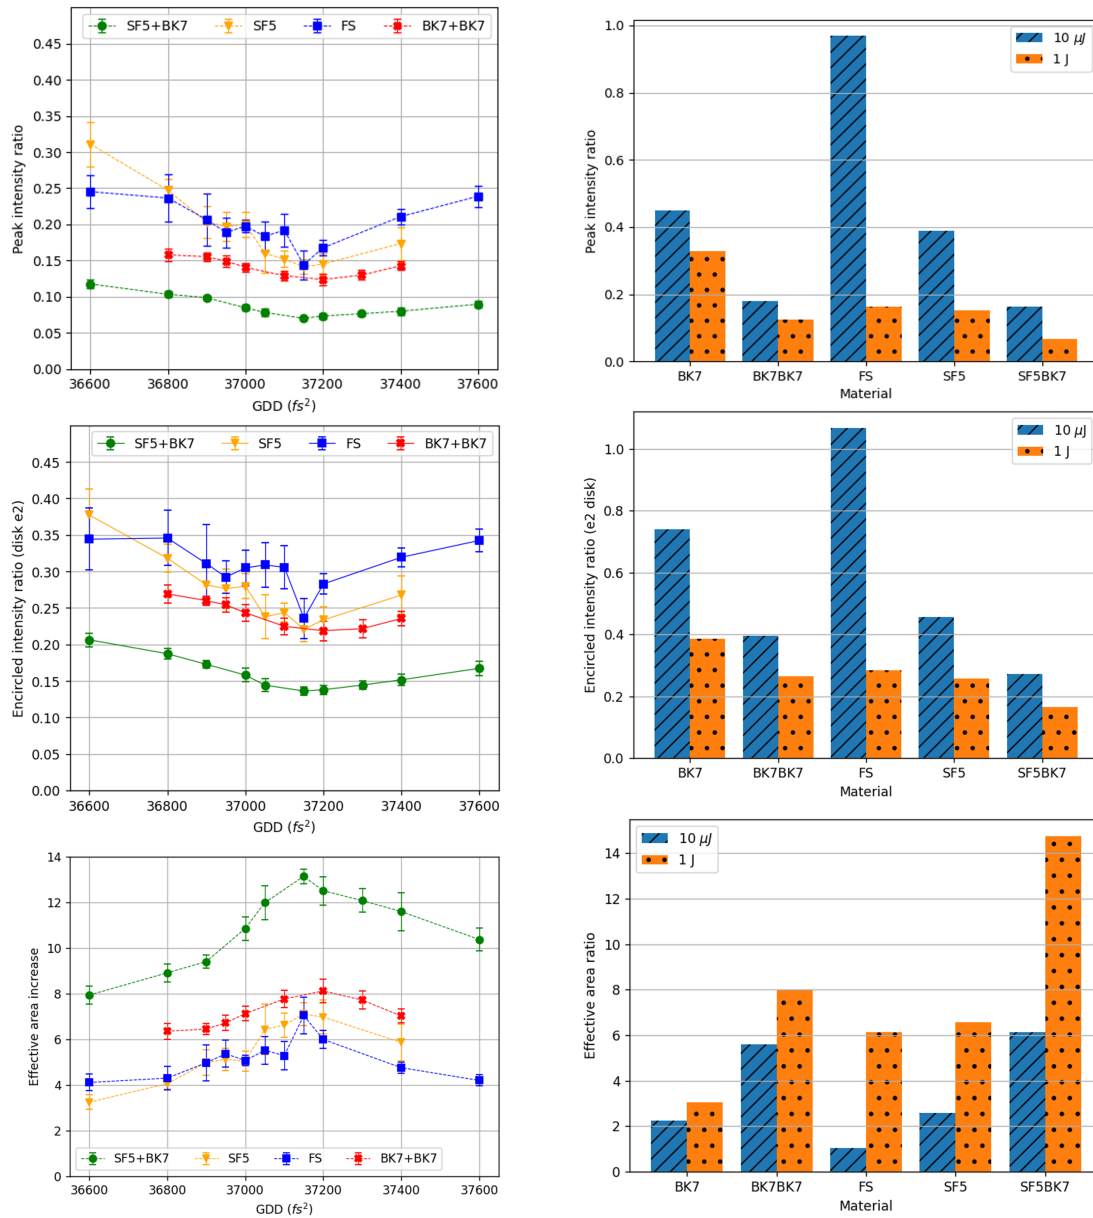 SF5+BK7 SF5 FS BK7+BK7
0.45
0.40
0.35
0.30
0.25
0.20
0.15
0.10
0.05
0.00
Peak intensity ratio
36600 36800 37000 37200 37400 37600
GDD (fs²)
10 μJ
1 J
1.0
0.8
0.6
0.4
0.2
0.0
Peak intensity ratio
BK7 BK7BK7 FS SF5 SF5BK7
Material
SF5+BK7 SF5 FS BK7+BK7
0.45
0.40
0.35
0.30
0.25
0.20
0.15
0.10
0.05
0.00
Encircled intensity ratio (disk e2)
36600 36800 37000 37200 37400 37600
GDD (fs²)
10 μJ
1 J
1.0
0.8
0.6
0.4
0.2
0.0
Encircled intensity ratio (e2 disk)
BK7 BK7BK7 FS SF5 SF5BK7
Material
14
12
10
8
6
4
2
0
Effective area increase
SF5+BK7 SF5 FS BK7+BK7
36600 36800 37000 37200 37400 37600
GDD (fs²)
10 μJ
1 J
14
12
10
8
6
4
2
0
Effective area ratio
BK7 BK7BK7 FS SF5 SF5BK7
Material